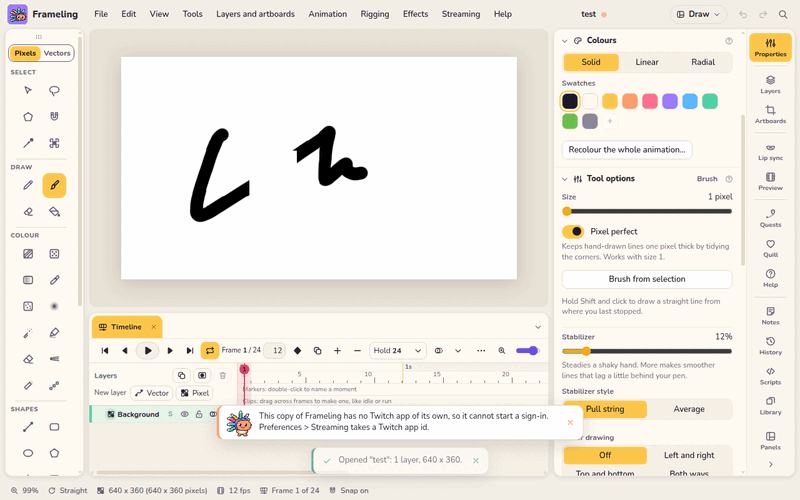 Frameling File Edit View Tools Layers and artboards Animation Rigging Effects Streaming Help test Draw
Pixels Vectors
SELECT
DRAW
COLOUR
SHAPES
Colours
Solid Linear Radial
Swatches
+
Recolour the whole animation...
Tool options Brush
Size 1 pixel
Pixel perfect
Keeps hand-drawn lines one pixel thick by tidying
the corners. Works with size 1.
Brush from selection
Hold Shift and click to draw a straight line from
where you last stopped.
Stabilizer 12%
Steadies a shaky hand. More makes smoother
lines that lag a little behind your pen.
Stabilizer style
Pull string Average
drawing
Off Left and right
Top and bottom Both ways
Properties
Layers
Artboards
Lip sync
Preview
Quests
Quill
Help
Notes
History
Scripts
Library
Panels
Timeline ×
Frame 1 / 24 12 Hold 24
Layers
New layer Vector Pixel
1 5 10 1s 15 20
Markers: double-click to name a moment
Clips: drag across frames to make one, like idle or run
Background S
This copy of Frameling has no Twitch app of its own, so it cannot start a sign-in.
Preferences > Streaming takes a Twitch app id.
Opened "test": 1 layer, 640 x 360.
99% Straight 640 x 360 (640 x 360 pixels) 12 fps Frame 1 of 24 Snap on